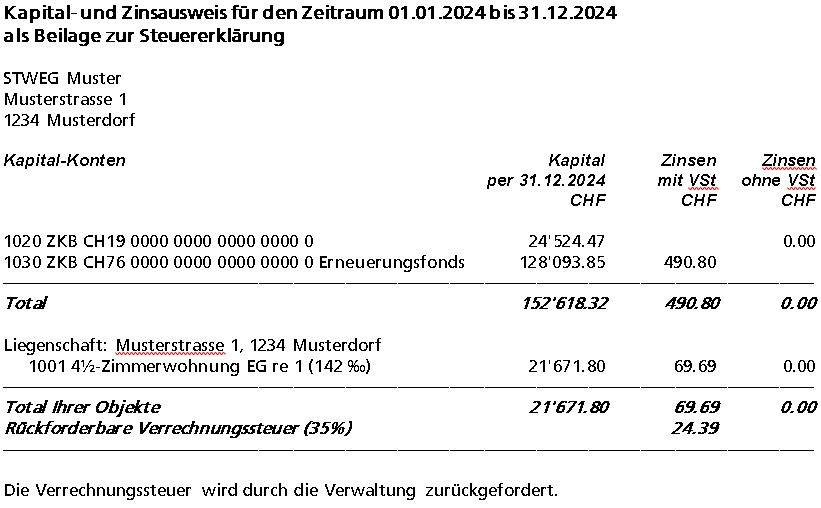 Kapital- und Zinsausweis für den Zeitraum 01.01.2024 bis 31.12.2024
als Beilage zur Steuererklärung
STWEG Muster
Musterstrasse 1
1234 Musterdorf
Kapital-Konten Kapital Zinsen Zinsen
per 31.12.2024 mit VSt ohne VSt
CHF CHF CHF
1020 ZKB CH19 0000 0000 0000 0000 0 24'524.47 0.00
1030 ZKB CH76 0000 0000 0000 0000 0 Erneuerungsfonds 128'093.85 490.80
Total 152'618.32 490.80 0.00
Liegenschaft: Musterstrasse 1, 1234 Musterdorf
1001 4½-Zimmerwohnung EG re 1 (142 ‰) 21'671.80 69.69 0.00
Total Ihrer Objekte 21'671.80 69.69 0.00
Rückforderbare Verrechnungssteuer (35%) 24.39
Die Verrechnungssteuer wird durch die Verwaltung zurückgefordert.